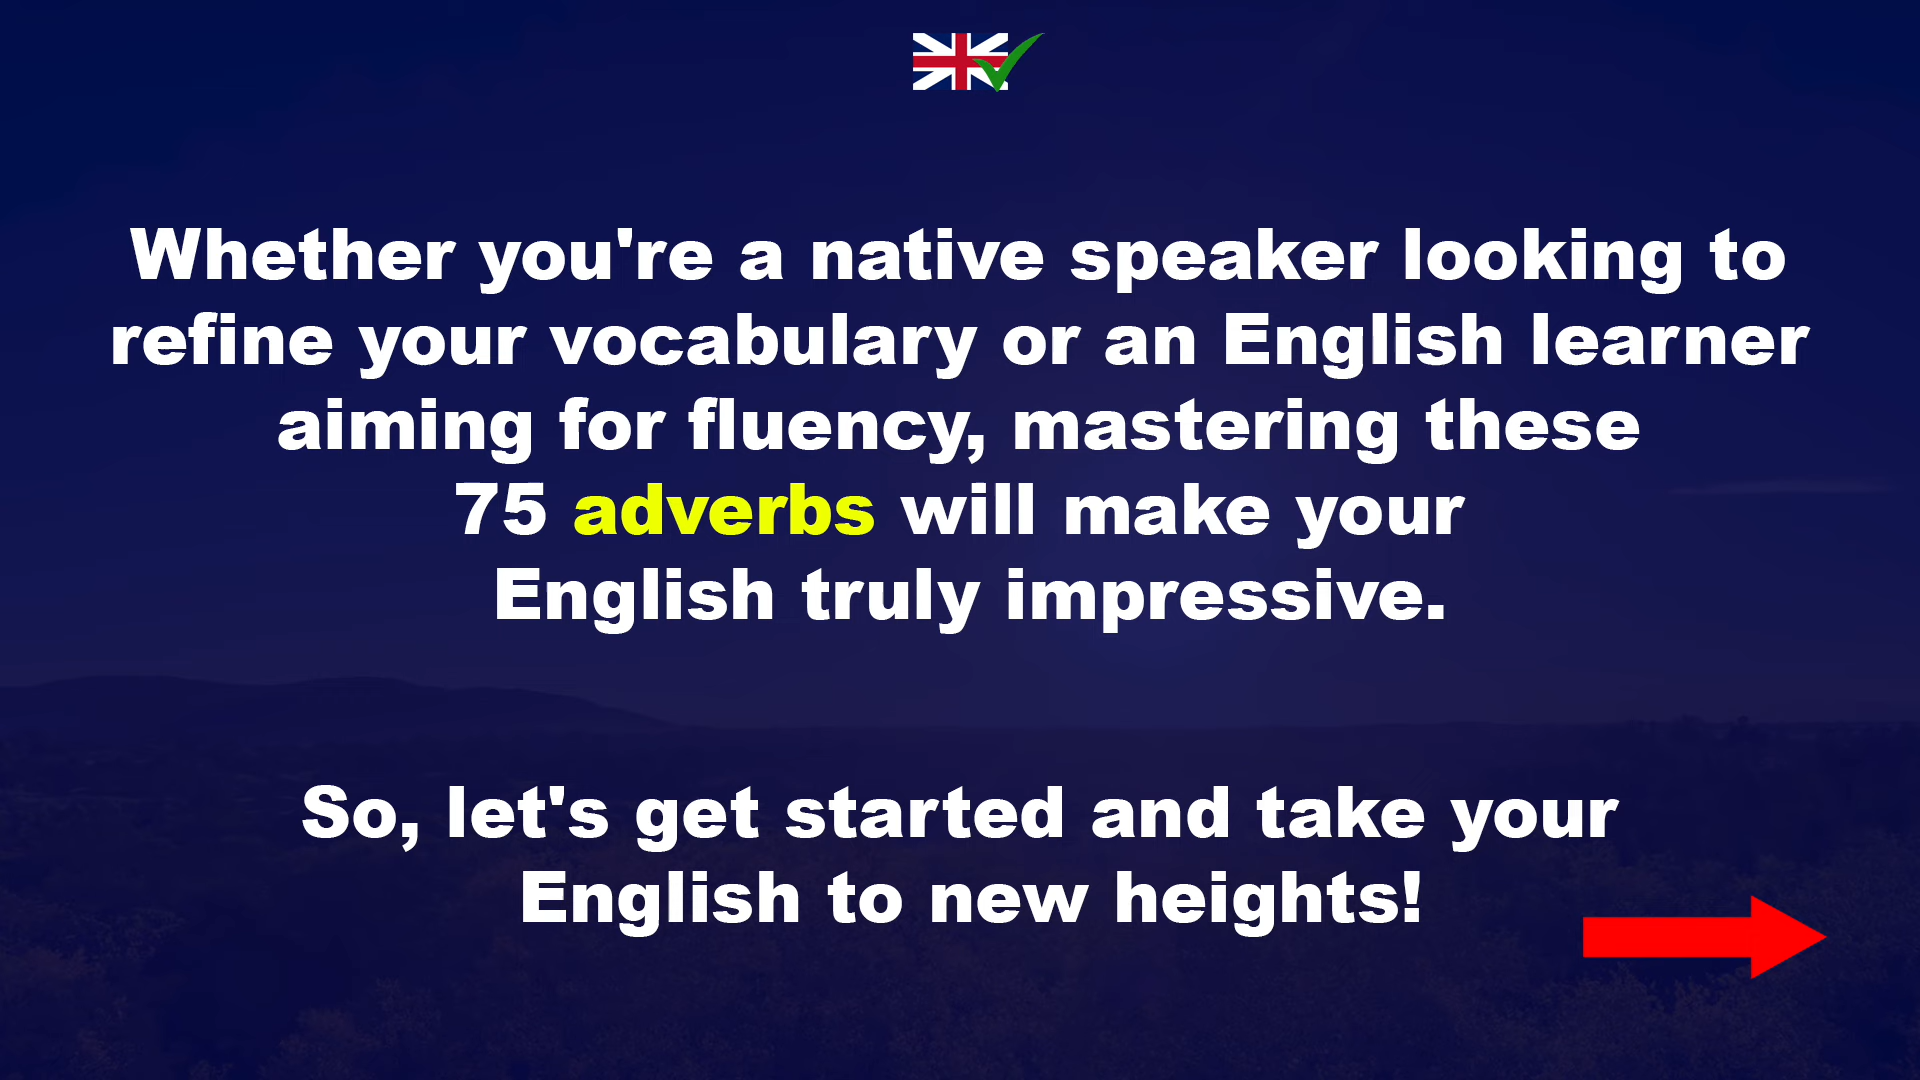 Whether you're a native speaker looking to
refine your vocabulary or an English learner
aiming for fluency, mastering these
75 adverbs will make your
English truly impressive.
So, let's get started and take your
English to new heights!